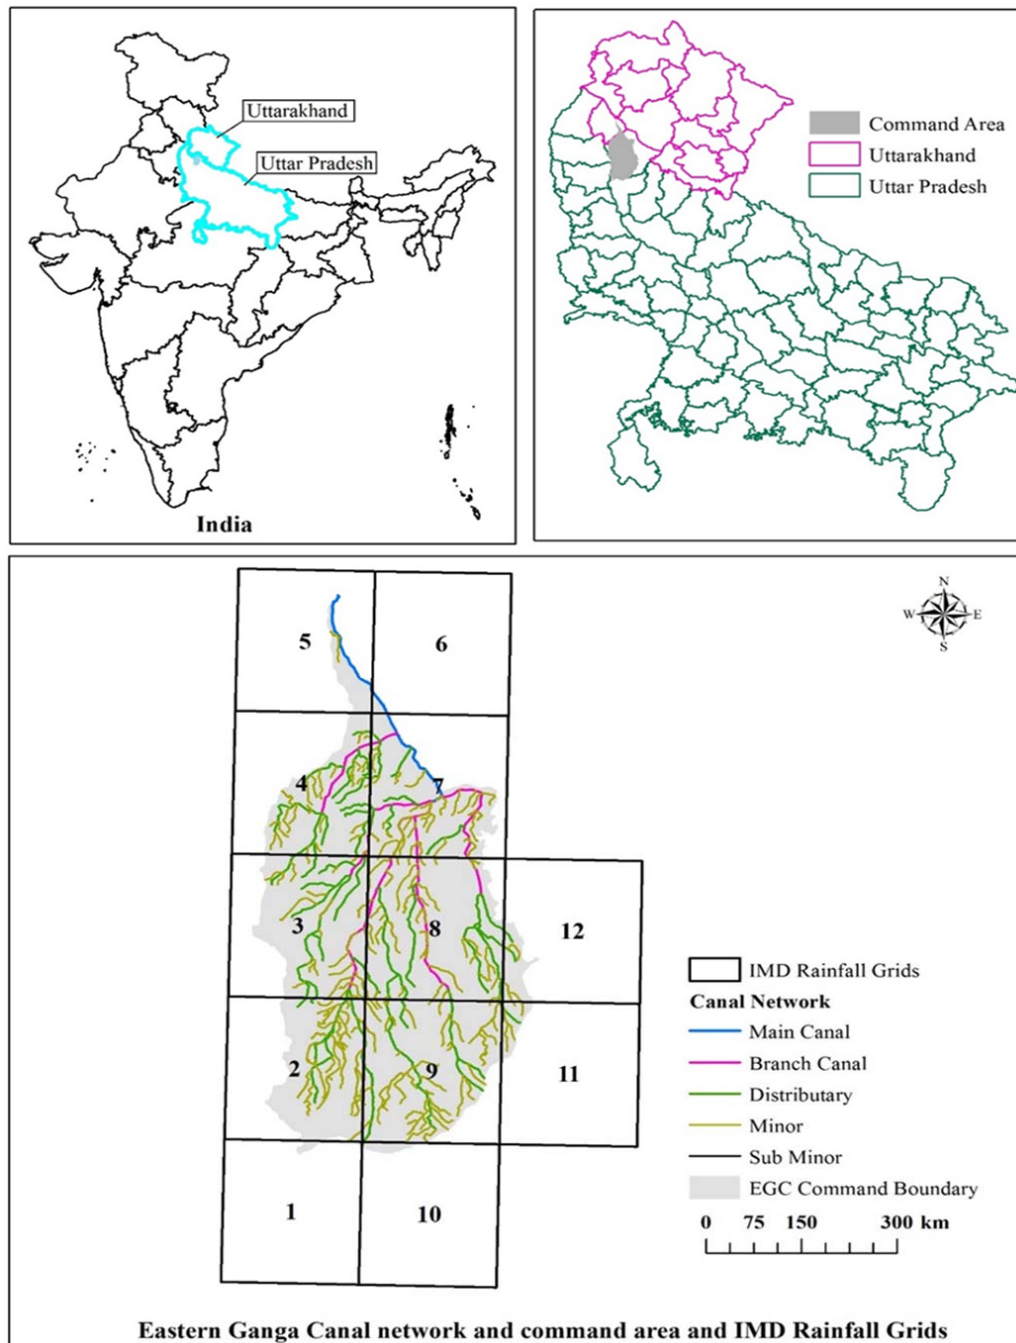 Uttarakhand
Uttar Pradesh
India
Command Area
Uttarakhand
Uttar Pradesh
N
W E
S
5 6
4 7
3 8 12
2 9 11
1 10
IMD Rainfall Grids
Canal Network
Main Canal
Branch Canal
Distributary
Minor
Sub Minor
EGC Command Boundary
0 75 150 300 km
Eastern Ganga Canal network and command area and IMD Rainfall Grids